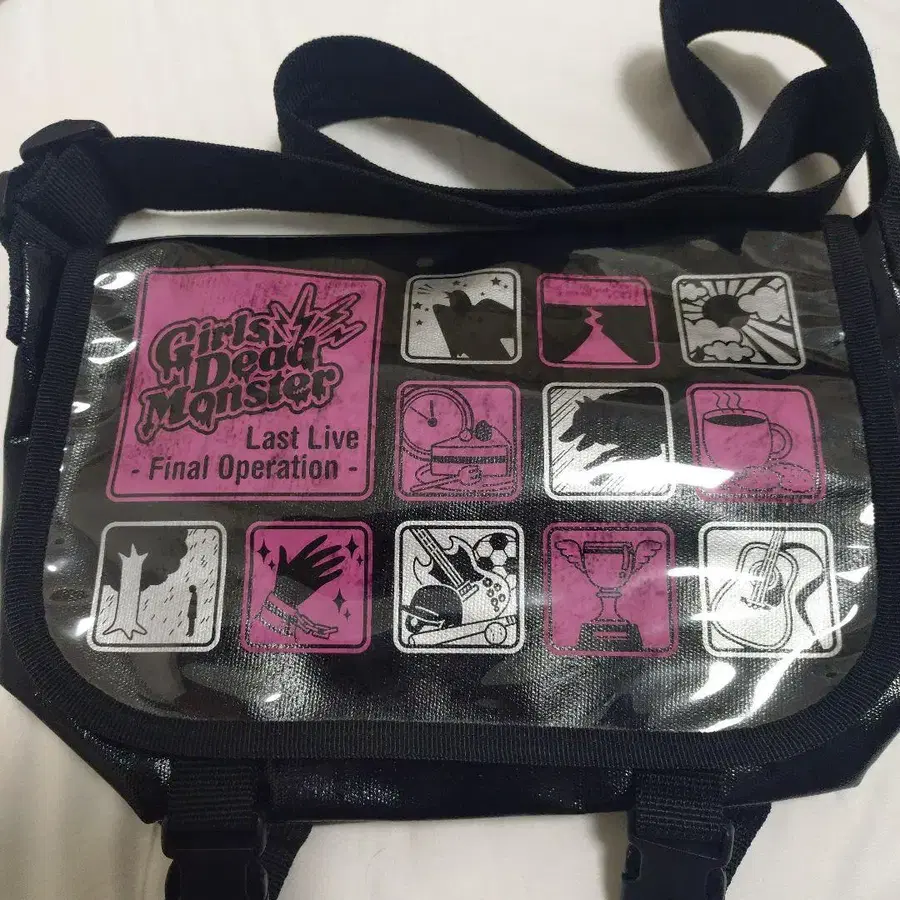 Girls
Dead
Monster
Last Live
- Final Operation -